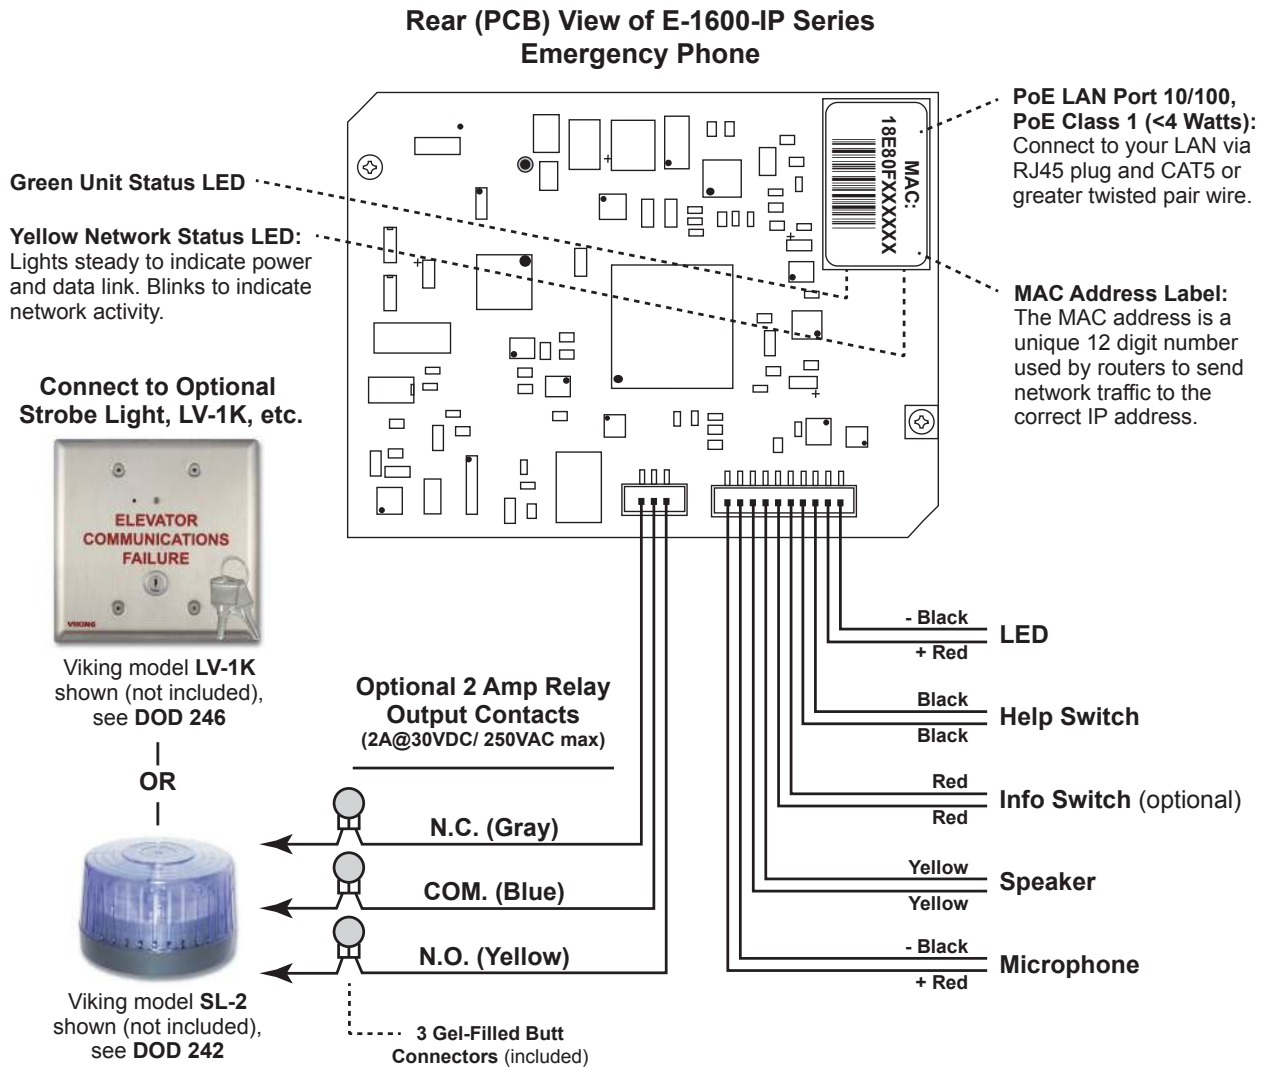 Rear (PCB) View of E-1600-IP Series
Emergency Phone
PoE LAN Port 10/100,
PoE Class 1 (<4 Watts):
Connect to your LAN via
RJ45 plug and CAT5 or
greater twisted pair wire.
MAC:
18E80FXXXXXX
Green Unit Status LED
Yellow Network Status LED:
Lights steady to indicate power
and data link. Blinks to indicate
network activity.
MAC Address Label:
The MAC address is a
unique 12 digit number
used by routers to send
network traffic to the
correct IP address.
Connect to Optional
Strobe Light, LV-1K, etc.
ELEVATOR
COMMUNICATIONS
FAILURE
VIKING
Viking model LV-1K
shown (not included),
see DOD 246
OR
Viking model SL-2
shown (not included),
see DOD 242
Optional 2 Amp Relay
Output Contacts
(2A@30VDC/ 250VAC max)
N.C. (Gray)
COM. (Blue)
N.O. (Yellow)
3 Gel-Filled Butt
Connectors (included)
- Black
+ Red
LED
Black
Black
Help Switch
Red
Red
Info Switch (optional)
Yellow
Yellow
Speaker
- Black
+ Red
Microphone